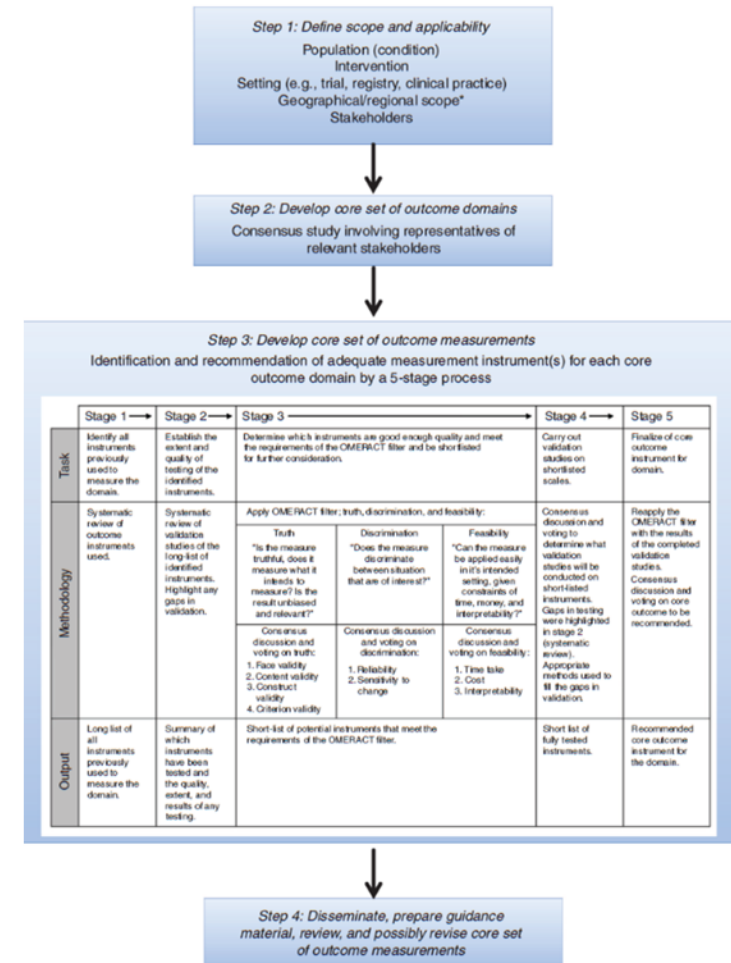 Step 1: Define scope and applicability
Population (condition)
Intervention
Setting (e.g., trial, registry, clinical practice)
Geographical/regional scope*
Stakeholders
Step 2: Develop core set of outcome domains
Consensus study involving representatives of
relevant stakeholders
Step 3: Develop core set of outcome measurements
Identification and recommendation of adequate measurement instrument(s) for each core
outcome domain by a 5-stage process
Stage 1
Stage 2
Stage 3
Stage 4
Stage 5
Task
Identify all
instruments
previously
used to
measure the
domain.
Establish the
extent and
quality of
testing of the
identified
instruments.
Determine which instruments are good enough quality and meet
the requirements of the OMERACT filter and be shortlisted
for further consideration.
Carry out
validation
studies on
shortlisted
scales.
Finalize of core
outcome
instrument for
domain.
Methodology
Systematic
review of
outcome
instruments
used.
Systematic
review of
validation
studies of the
long-list of
identified
instruments.
Highlight any
gaps in
validation.
Apply OMERACT filter; truth, discrimination, and feasibility:
Truth
"Is the measure
truthful, does it
measure what it
intends to
measure? Is the
result unbiased
and relevant?"
Discrimination
"Does the measure
discriminate
between situation
that are of interest?"
Feasibility
"Can the measure
be applied easily
in it's intended
setting, given
constraints of
time, money, and
interpretability?"
Consensus
discussion and
voting on truth:
1. Face validity
2. Content validity
3. Construct
validity
4. Criterion validity
Consensus discussion
and voting on
discrimination:
1. Reliability
2. Sensitivity to
change
Consensus
discussion and
voting on feasibility:
1. Time take
2. Cost
3. Interpretability
Consensus
discussion and
voting to
determine what
validation
studies will be
conducted on
short-listed
instruments.
Gaps in testing
were highlighted
in stage 2
(systematic
review).
Appropriate
methods used to
fill the gaps in
validation.
Reapply the
OMERACT filter
with the results
of the completed
validation
studies.
Consensus
discussion and
voting on core
outcome to be
recommended.
Output
Long list of
all
instruments
previously
used to
measure the
domain.
Summary of
which
instruments
have been
tested and
the quality,
extent, and
results of any
testing.
Short-list of potential instruments that meet the
requirements of the OMERACT filter.
Short list of
fully tested
instruments.
Recommended
core outcome
instrument for
the domain.
Step 4: Disseminate, prepare guidance
material, review, and possibly revise core set
of outcome measurements